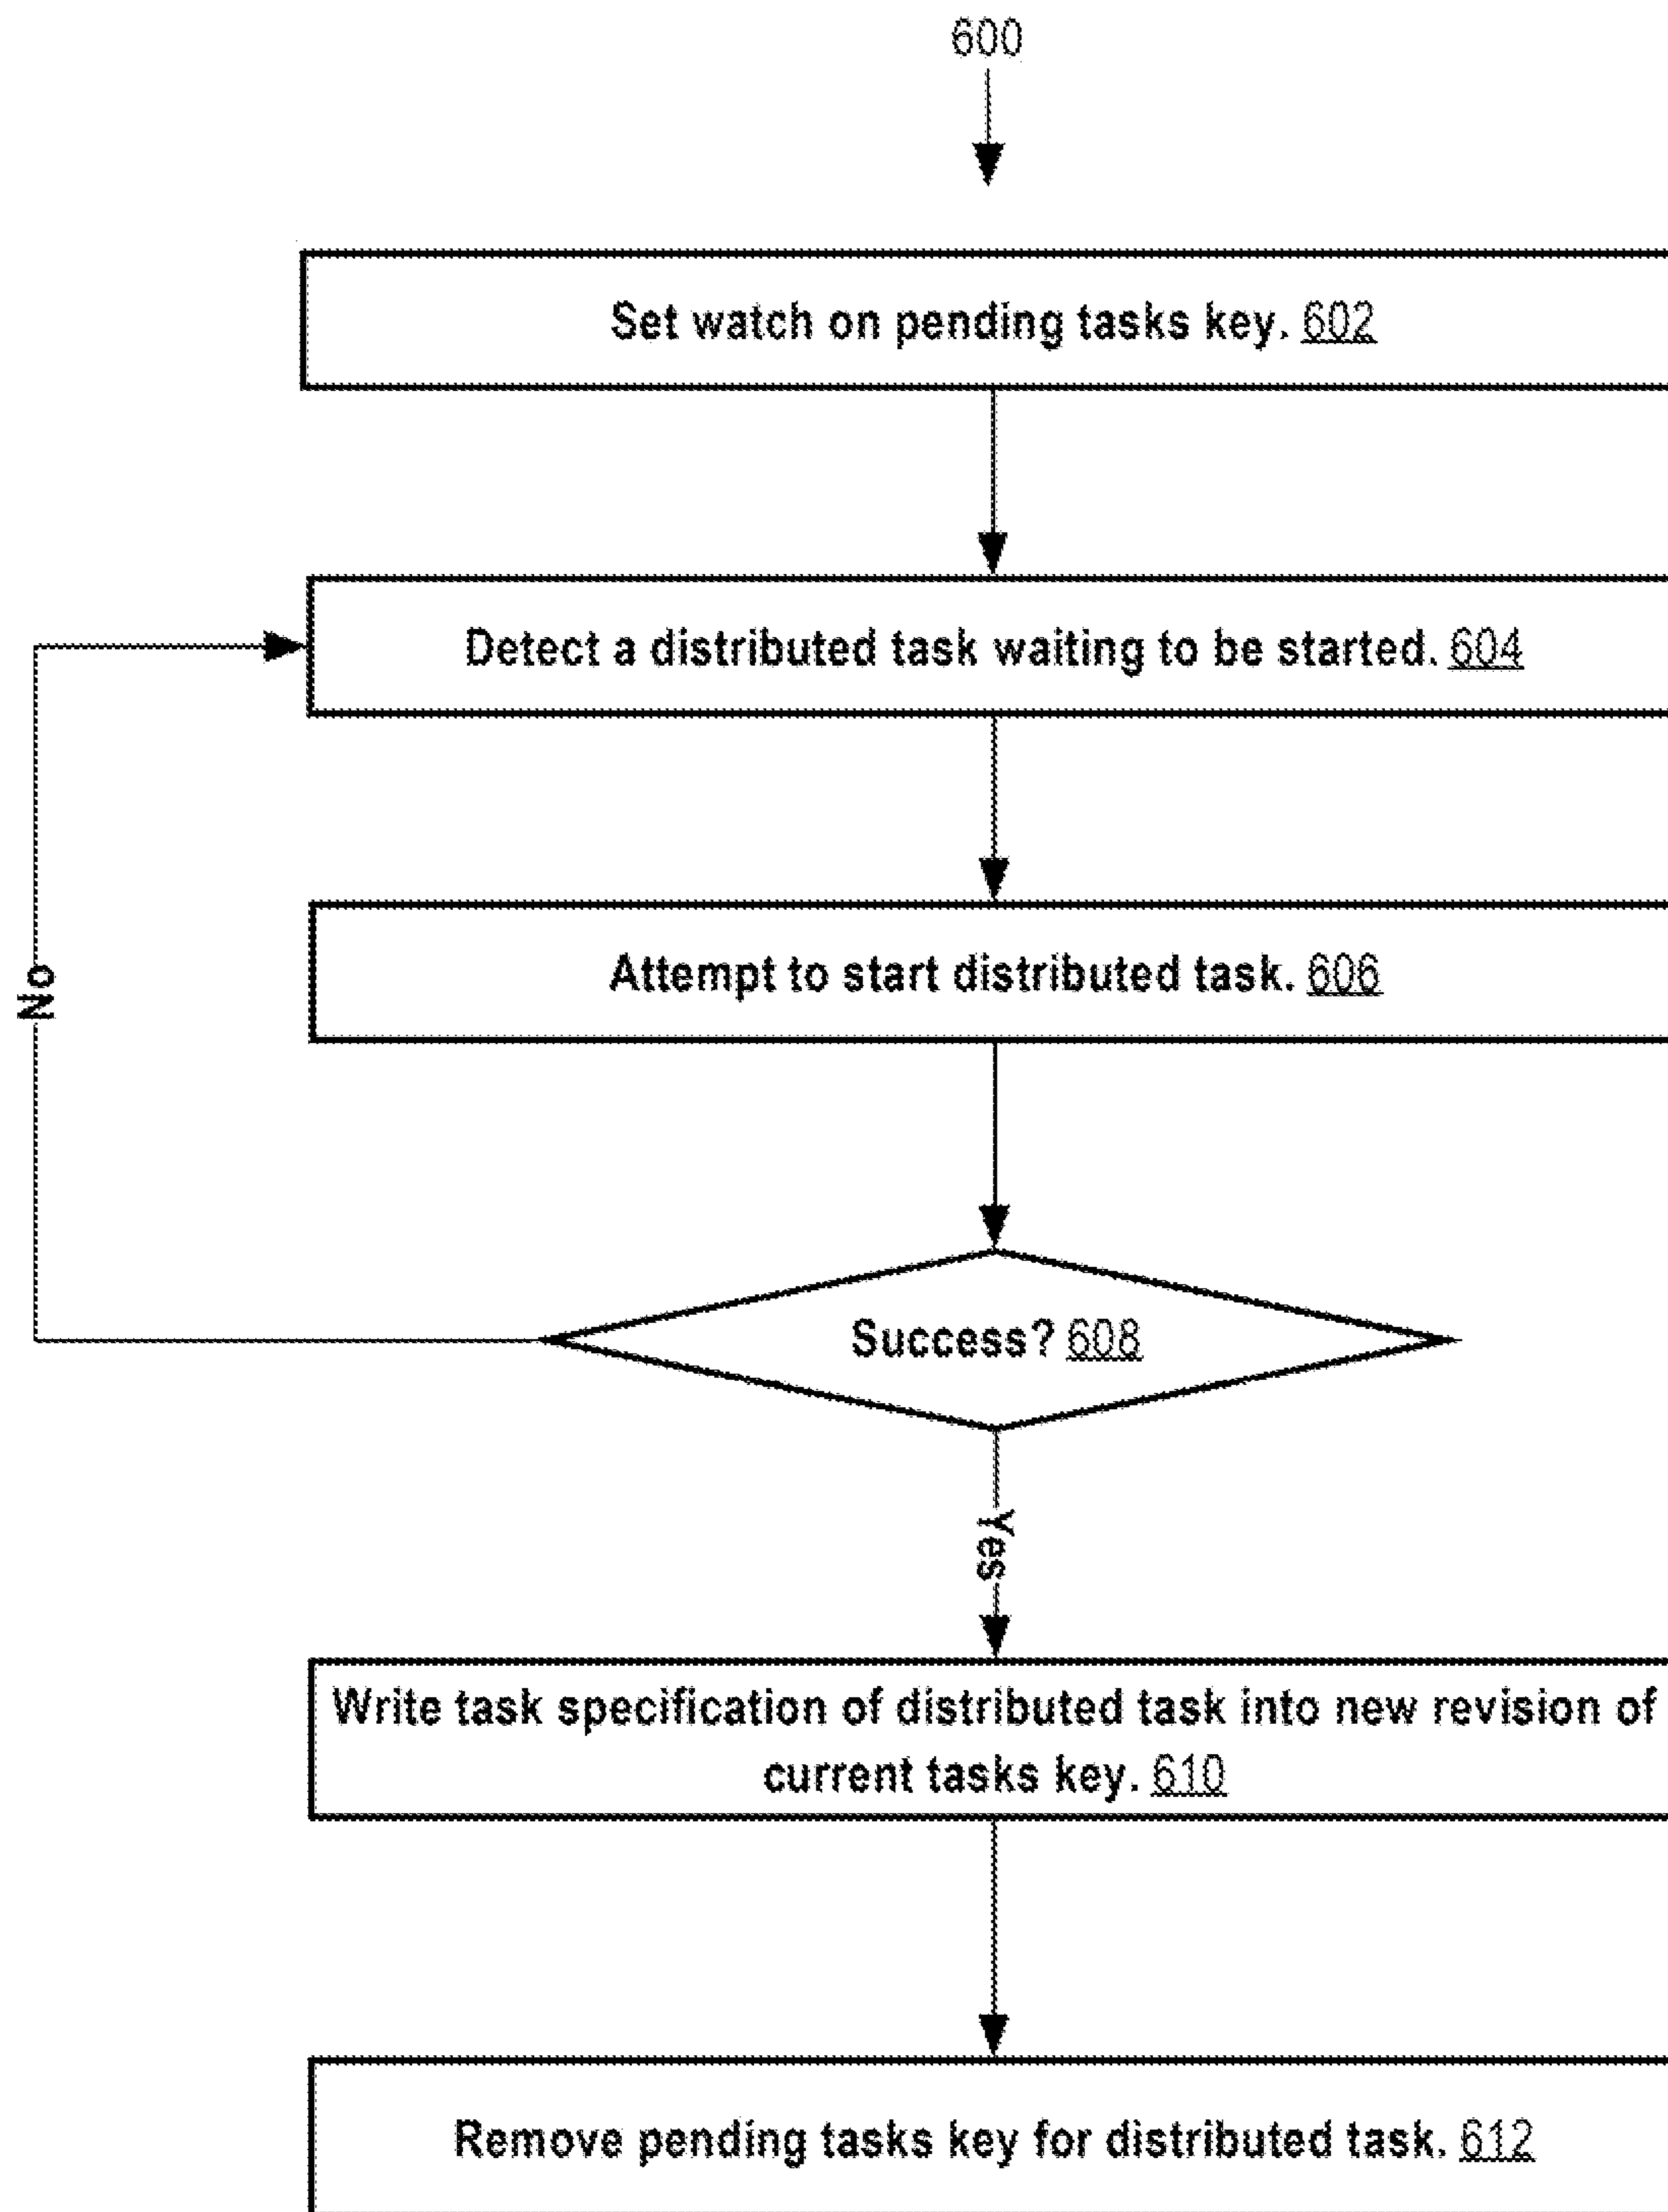 600
Set watch on pending tasks key. 602
Detect a distributed task waiting to be started. 604
Attempt to start distributed task. 606
No
Success? 608
Yes
Write task specification of distributed task into new revision of
current tasks key. 610
Remove pending tasks key for distributed task. 612